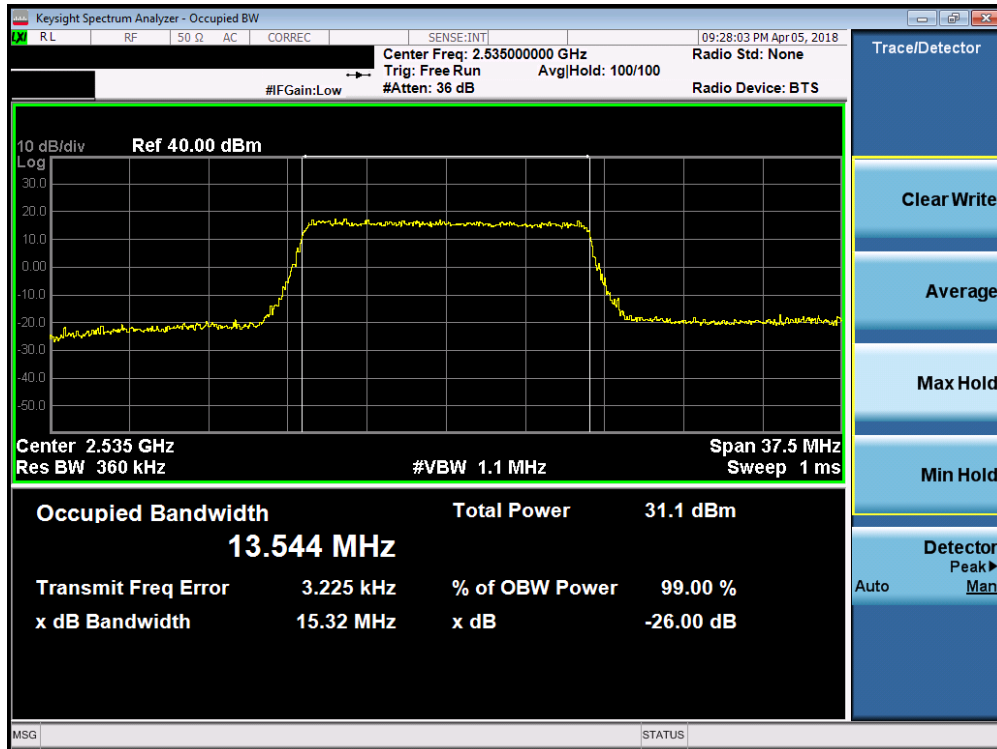 Keysight Spectrum Analyzer - Occupied BW
LXI RL RF 50 Ω AC CORREC SENSE:INT 09:28:03 PM Apr 05, 2018
Center Freq: 2.535000000 GHz Radio Std: None
Trig: Free Run Avg|Hold: 100/100
#IFGain:Low #Atten: 36 dB Radio Device: BTS
Trace/Detector
10 dB/div Ref 40.00 dBm
Log
30.0
20.0
10.0
0.00
-10.0
-20.0
-30.0
-40.0
-50.0
Center 2.535 GHz Span 37.5 MHz
Res BW 360 kHz #VBW 1.1 MHz Sweep 1 ms
Occupied Bandwidth Total Power 31.1 dBm
13.544 MHz
Transmit Freq Error 3.225 kHz % of OBW Power 99.00 %
x dB Bandwidth 15.32 MHz x dB -26.00 dB
Clear Write
Average
Max Hold
Min Hold
Detector
Peak▶
Auto Man
MSG STATUS